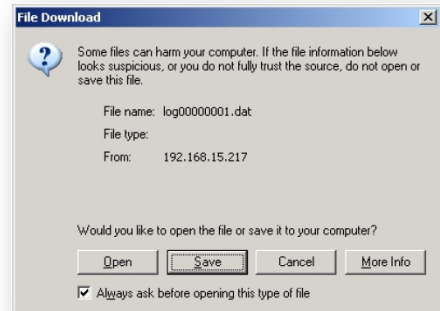 File Download
Some files can harm your computer. If the file information below
looks suspicious, or you do not fully trust the source, do not open or
save this file.
File name: log00000001.dat
File type:
From: 192.168.15.217
Would you like to open the file or save it to your computer?
Open Save Cancel More Info
Always ask before opening this type of file